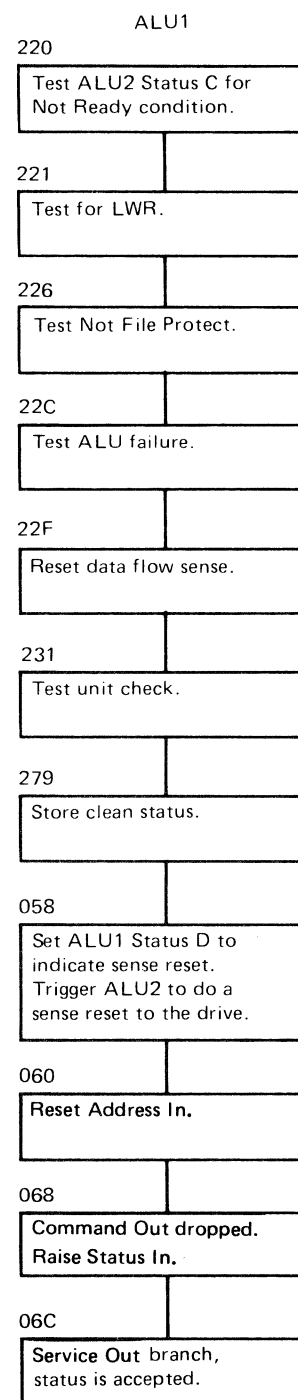 ALU1
220
Test ALU2 Status C for
Not Ready condition.
221
Test for LWR.
226
Test Not File Protect.
22C
Test ALU failure.
22F
Reset data flow sense.
231
Test unit check.
279
Store clean status.
058
Set ALU1 Status D to
indicate sense reset.
Trigger ALU2 to do a
sense reset to the drive.
060
Reset Address In.
068
Command Out dropped.
Raise Status In.
06C
Service Out branch,
status is accepted.